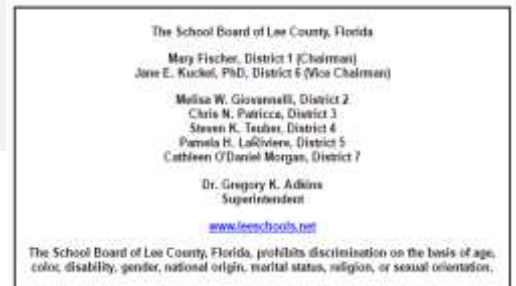 The School Board of Lee County, Florida
Mary Fischer, District 1 (Chairman)
Jane E. Kuckel, PhD, District 6 (Vice Chairman)
Melisa W. Giovannelli, District 2
Chris N. Patricca, District 3
Steven K. Teuber, District 4
Pamela H. LaRiviere, District 5
Cathleen O'Daniel Morgan, District 7
Dr. Gregory K. Adkins
Superintendent
www.leeschools.net
The School Board of Lee County, Florida, prohibits discrimination on the basis of age,
color, disability, gender, national origin, marital status, religion, or sexual orientation.